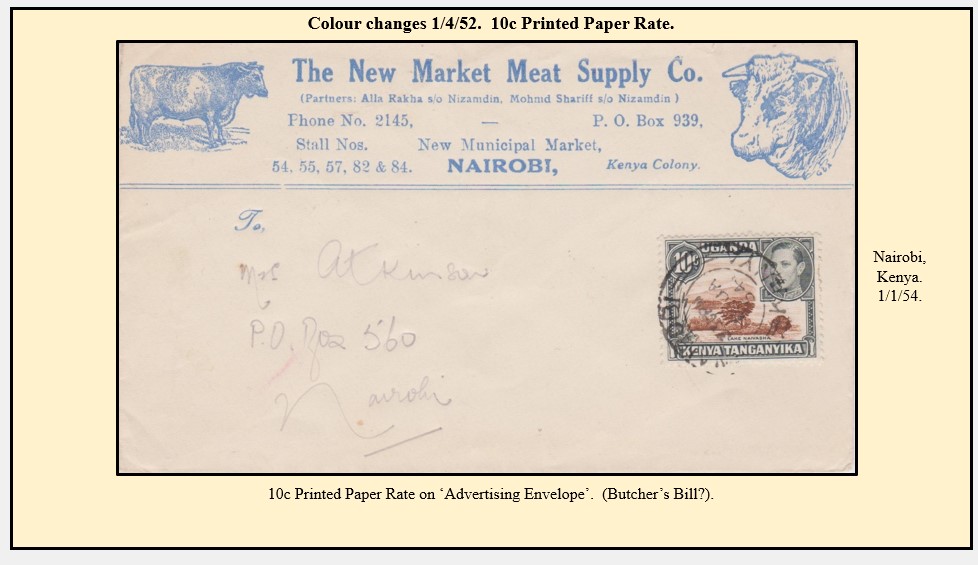 Colour changes 1/4/52.  10c Printed Paper Rate.
The New Market Meat Supply Co.
(Partners: Alla Rakha s/o Nizamdin, Mohmd Shariff s/o Nizamdin )
Phone No. 2145, — P. O. Box 939,
Stall Nos. New Municipal Market,
54, 55, 57, 82 & 84. NAIROBI, Kenya Colony.
To,
Atkinson
P.O. Box 560
Nairobi
UGANDA
10c
LAKE NAIVASHA
KENYA TANGANYIKA
Nairobi,
Kenya.
1/1/54.
10c Printed Paper Rate on ‘Advertising Envelope’.  (Butcher’s Bill?).